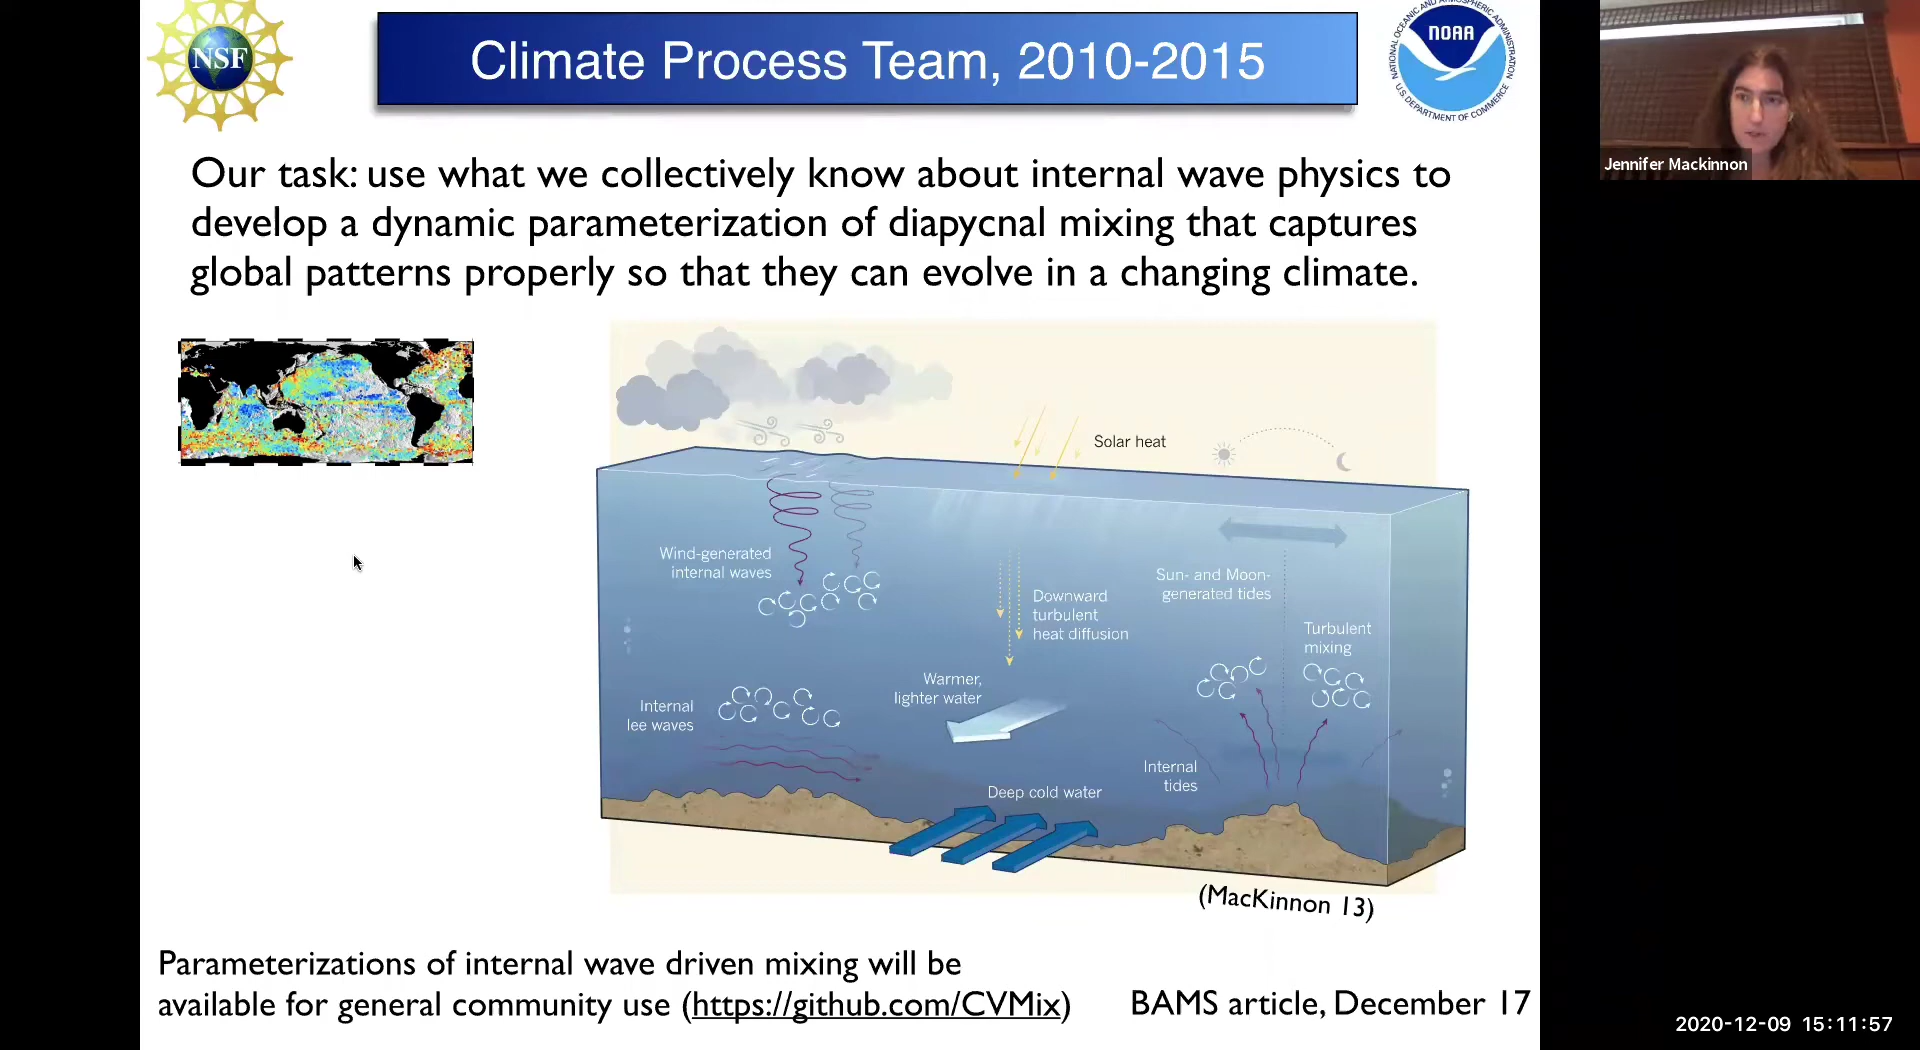 NSF
Climate Process Team, 2010-2015
NATIONAL OCEANIC AND ATMOSPHERIC ADMINISTRATION
NOAA
U.S. DEPARTMENT OF COMMERCE
Jennifer Mackinnon
Our task: use what we collectively know about internal wave physics to
develop a dynamic parameterization of diapycnal mixing that captures
global patterns properly so that they can evolve in a changing climate.
Solar heat
Wind-generated
internal waves
Downward
turbulent
heat diffusion
Sun- and Moon-
generated tides
Turbulent
mixing
Warmer,
lighter water
Internal
lee waves
Internal
tides
Deep cold water
(MacKinnon 13)
Parameterizations of internal wave driven mixing will be
available for general community use (https://github.com/CVMix)
BAMS article, December 17
2020-12-09 15:11:57